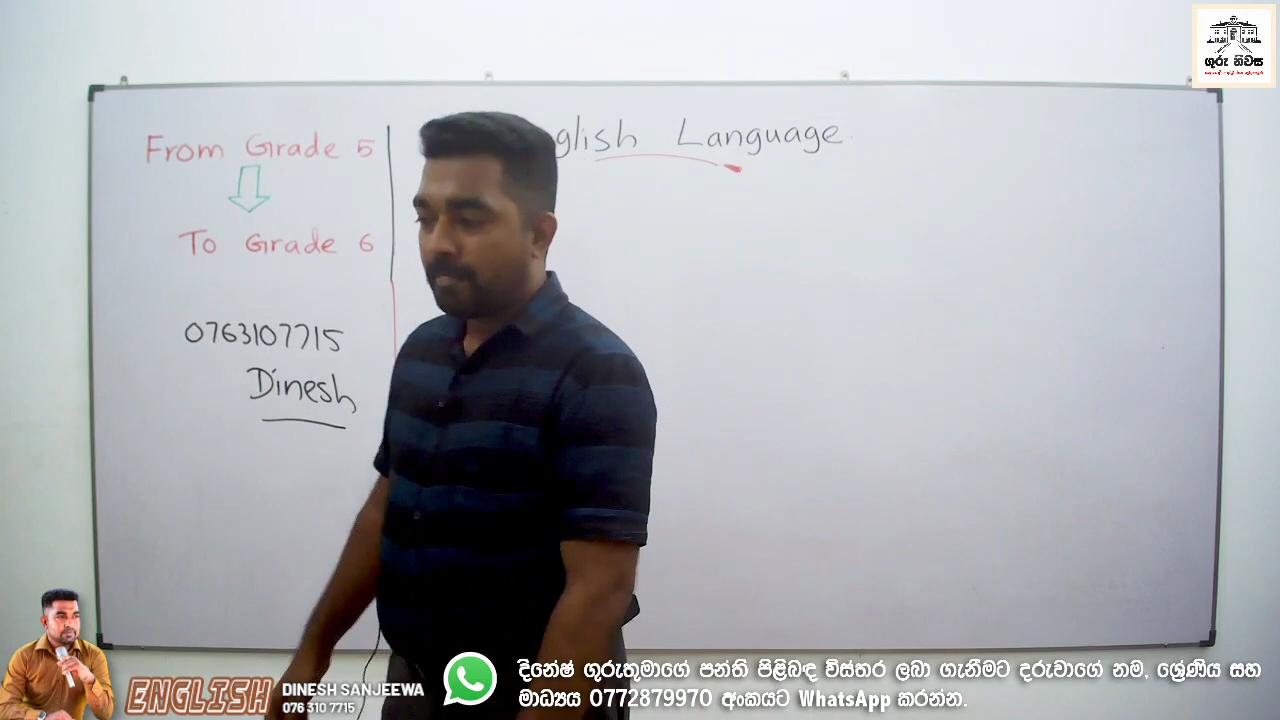 ගුරු නිවස
From Grade 5
glish Language
To Grade 6
0763107715
Dinesh
ENGLISH
DINESH SANJEEWA
076 310 7715
දිනේෂ් ගුරුතුමාගේ පන්ති පිළිබඳ විස්තර ලබා ගැනීමට දරුවාගේ නම, ශ්‍රේණිය සහ
මාධ්‍යය 0772879970 අංකයට WhatsApp කරන්න.